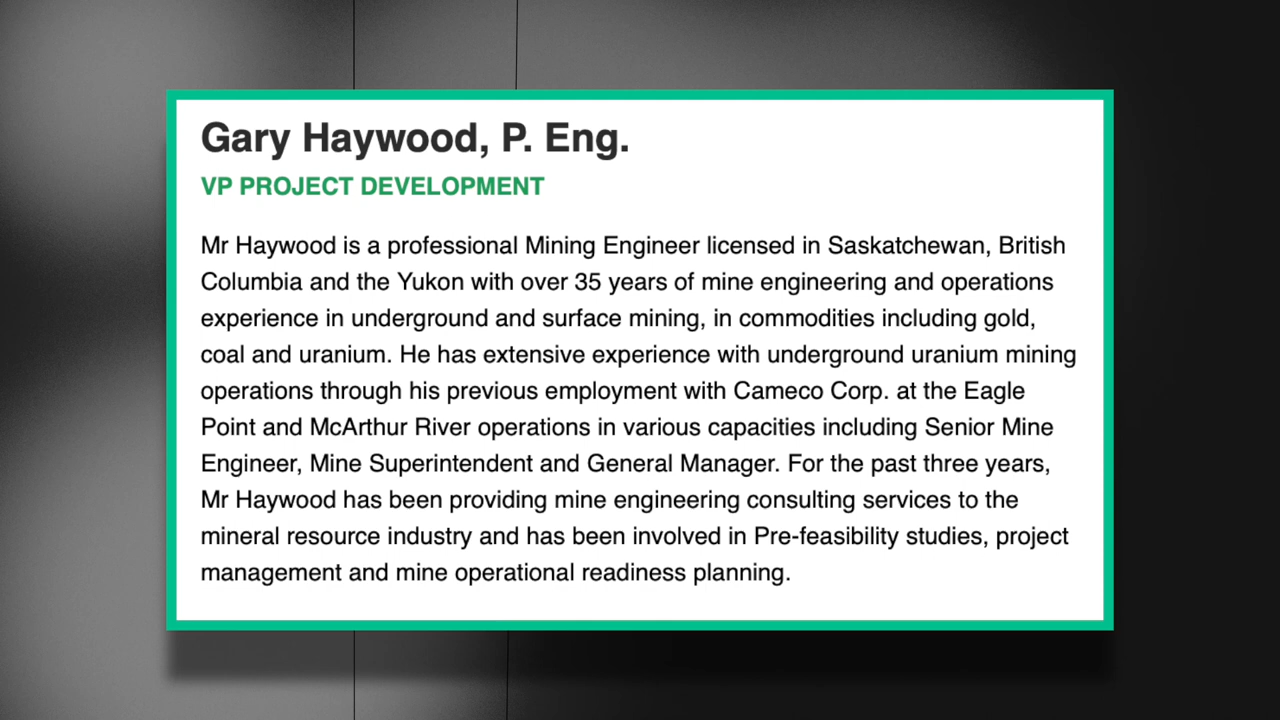 Gary Haywood, P. Eng.
VP PROJECT DEVELOPMENT
Mr Haywood is a professional Mining Engineer licensed in Saskatchewan, British
Columbia and the Yukon with over 35 years of mine engineering and operations
experience in underground and surface mining, in commodities including gold,
coal and uranium. He has extensive experience with underground uranium mining
operations through his previous employment with Cameco Corp. at the Eagle
Point and McArthur River operations in various capacities including Senior Mine
Engineer, Mine Superintendent and General Manager. For the past three years,
Mr Haywood has been providing mine engineering consulting services to the
mineral resource industry and has been involved in Pre-feasibility studies, project
management and mine operational readiness planning.